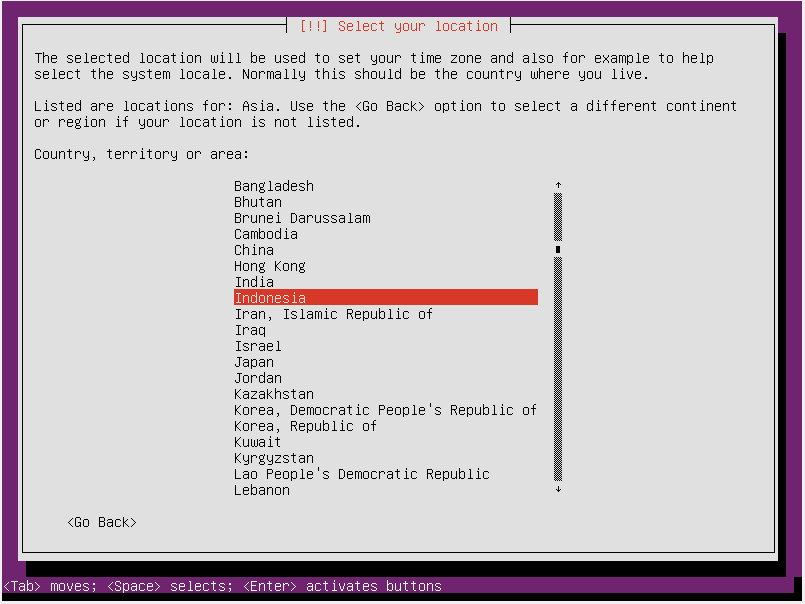 [!!] Select your location
The selected location will be used to set your time zone and also for example to help
select the system locale. Normally this should be the country where you live.
Listed are locations for: Asia. Use the <Go Back> option to select a different continent
or region if your location is not listed.
Country, territory or area:
Bangladesh
Bhutan
Brunei Darussalam
Cambodia
China
Hong Kong
India
Indonesia
Iran, Islamic Republic of
Iraq
Israel
Japan
Jordan
Kazakhstan
Korea, Democratic People's Republic of
Korea, Republic of
Kuwait
Kyrgyzstan
Lao People's Democratic Republic
Lebanon
<Go Back>
<Tab> moves; <Space> selects; <Enter> activates buttons